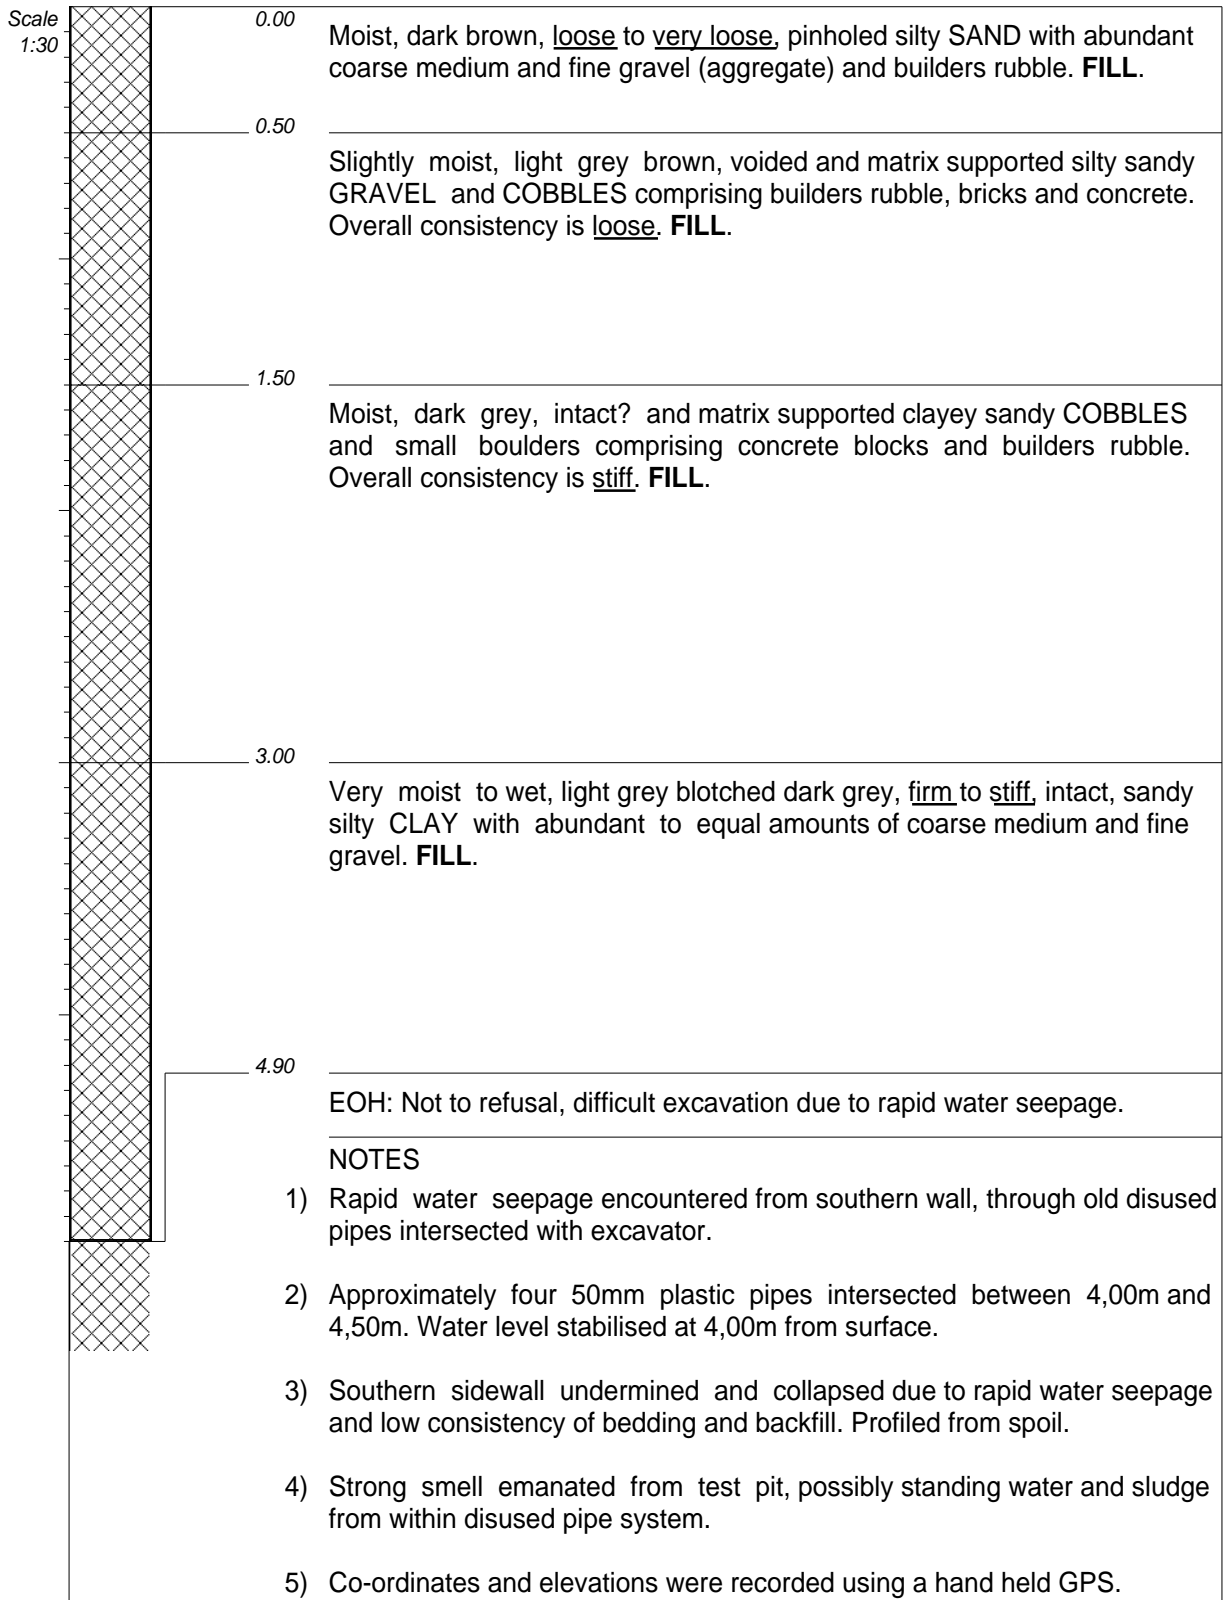 Scale
1:30
0.00
Moist, dark brown, loose to very loose, pinholed silty SAND with abundant
coarse medium and fine gravel (aggregate) and builders rubble. FILL.
0.50
Slightly moist, light grey brown, voided and matrix supported silty sandy
GRAVEL and COBBLES comprising builders rubble, bricks and concrete.
Overall consistency is loose. FILL.
1.50
Moist, dark grey, intact? and matrix supported clayey sandy COBBLES
and small boulders comprising concrete blocks and builders rubble.
Overall consistency is stiff. FILL.
3.00
Very moist to wet, light grey blotched dark grey, firm to stiff, intact, sandy
silty CLAY with abundant to equal amounts of coarse medium and fine
gravel. FILL.
4.90
EOH: Not to refusal, difficult excavation due to rapid water seepage.
NOTES
1) Rapid water seepage encountered from southern wall, through old disused
pipes intersected with excavator.
2) Approximately four 50mm plastic pipes intersected between 4,00m and
4,50m. Water level stabilised at 4,00m from surface.
3) Southern sidewall undermined and collapsed due to rapid water seepage
and low consistency of bedding and backfill. Profiled from spoil.
4) Strong smell emanated from test pit, possibly standing water and sludge
from within disused pipe system.
5) Co-ordinates and elevations were recorded using a hand held GPS.